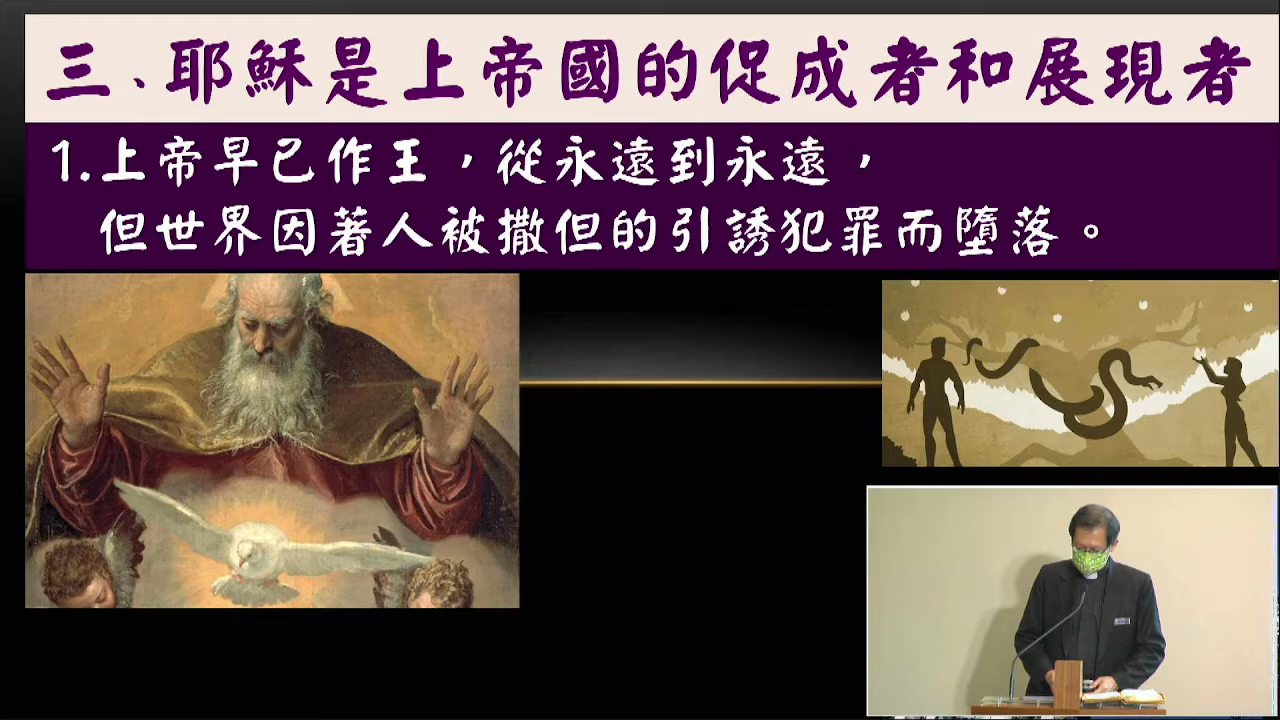 三.耶穌是上帝國的促成者和展現者
1.上帝早已作王，從永遠到永遠，
但世界因著人被撒但的引誘犯罪而墮落。